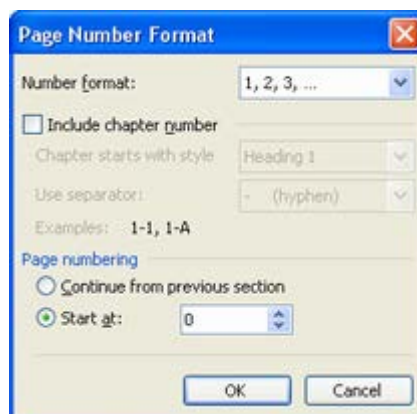 Page Number Format
Number format: 1, 2, 3, ...
Include chapter number
Chapter starts with style Heading 1
Use separator: - (hyphen)
Examples: 1-1, 1-A
Page numbering
Continue from previous section
Start at: 0
OK Cancel